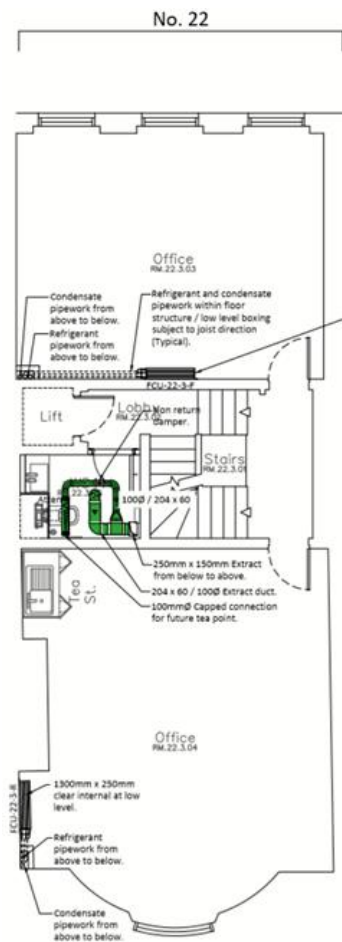 No. 22
Office
RM.22.3.03
Condensate
pipework from
above to below.
Refrigerant
pipework from
above to below.
Refrigerant and condensate
pipework within floor
structure / low level boxing
subject to joist direction
(Typical).
FCU-22-3-F
Lift
Lobby
Non return
damper.
Stairs
RM.22.3.01
100Ø / 204 x 60
250mm x 150mm Extract
from below to above.
204 x 60 / 100Ø Extract duct.
100mmØ Capped connection
for future tea point.
Tea
St.
Office
RM.22.3.04
FCU-22-3-R
1300mm x 250mm
clear internal at low
level.
Refrigerant
pipework from
above to below.
Condensate
pipework from
above to below.